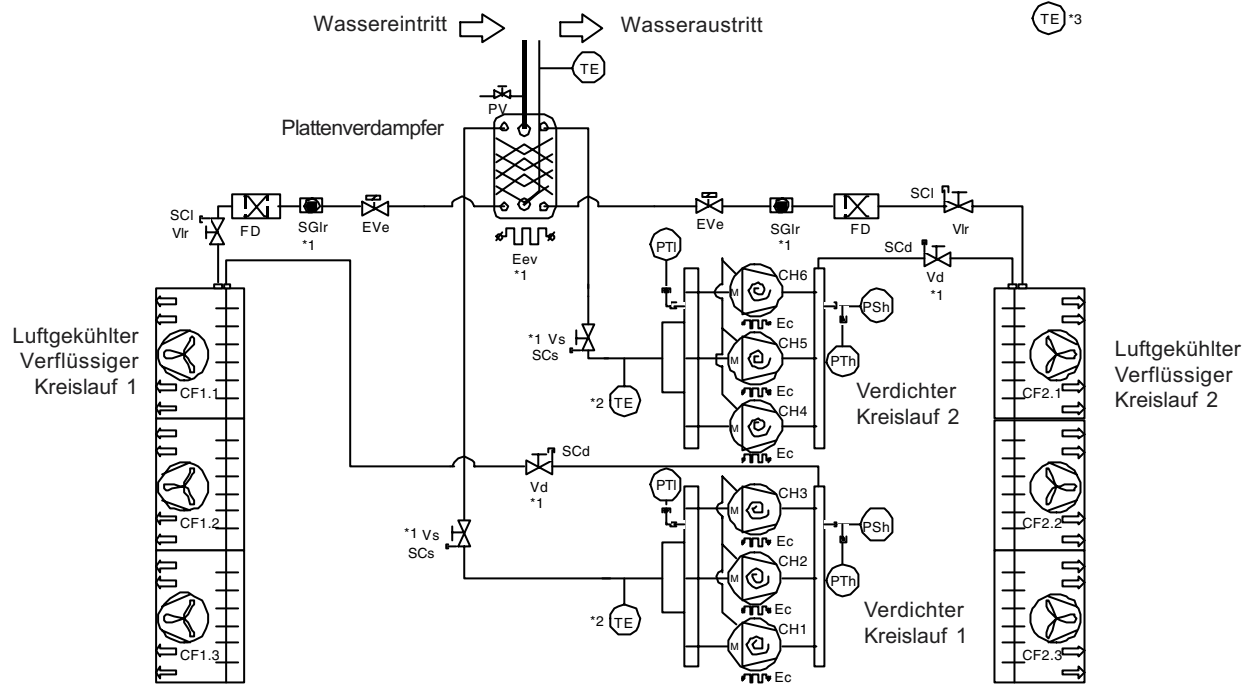 Wassereintritt
Wasseraustritt
TE *3
TE
PV
Plattenverdampfer
SCl
Vlr
FD
SGlr
*1
EVe
Eev
*1
EVe
SGlr
*1
FD
SCl
Vlr
SCd
Vd
*1
PTl
CH6
Ec
CH5
Ec
CH4
Ec
M
M
M
PSh
PTh
*1 Vs
SCs
*2 TE
Verdichter
Kreislauf 2
Luftgekühlter
Verflüssiger
Kreislauf 1
CF1.1
CF1.2
CF1.3
Luftgekühlter
Verflüssiger
Kreislauf 2
CF2.1
CF2.2
CF2.3
SCd
Vd
*1
*1 Vs
SCs
*2 TE
PTl
CH3
Ec
CH2
Ec
CH1
Ec
M
M
M
PSh
PTh
Verdichter
Kreislauf 1